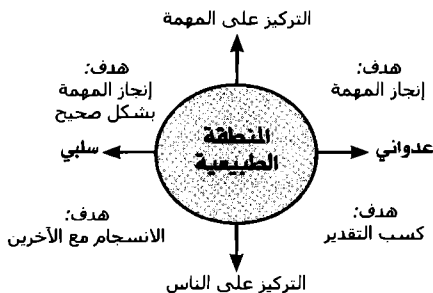 التركيز على المهمة
هدف:
إنجاز المهمة
هدف:
إنجاز المهمة
بشكل صحيح
المنطقة
الطبيعية
عدواني
سلبي
هدف:
كسب التقدير
هدف:
الانسجام مع الآخرين
التركيز على الناس